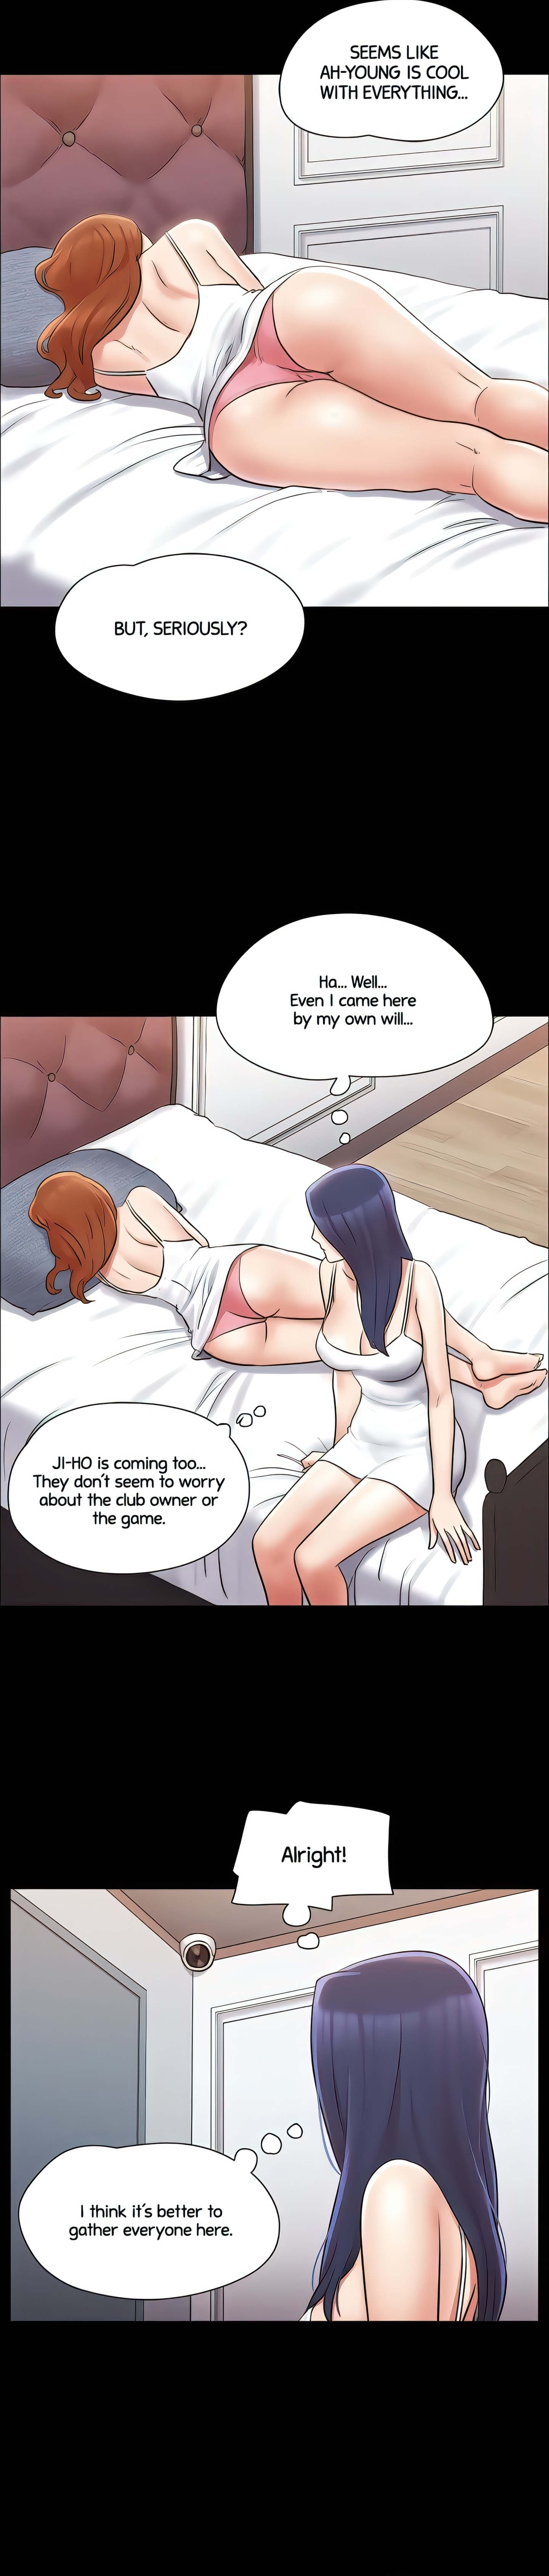 SEEMS LIKE
AH-YOUNG IS COOL
WITH EVERYTHING...
BUT, SERIOUSLY?
Ha... Well...
Even I came here
by my own will...
JI-HO is coming too...
They don't seem to worry
about the club owner or
the game.
Alright!
I think it's better to
gather everyone here.